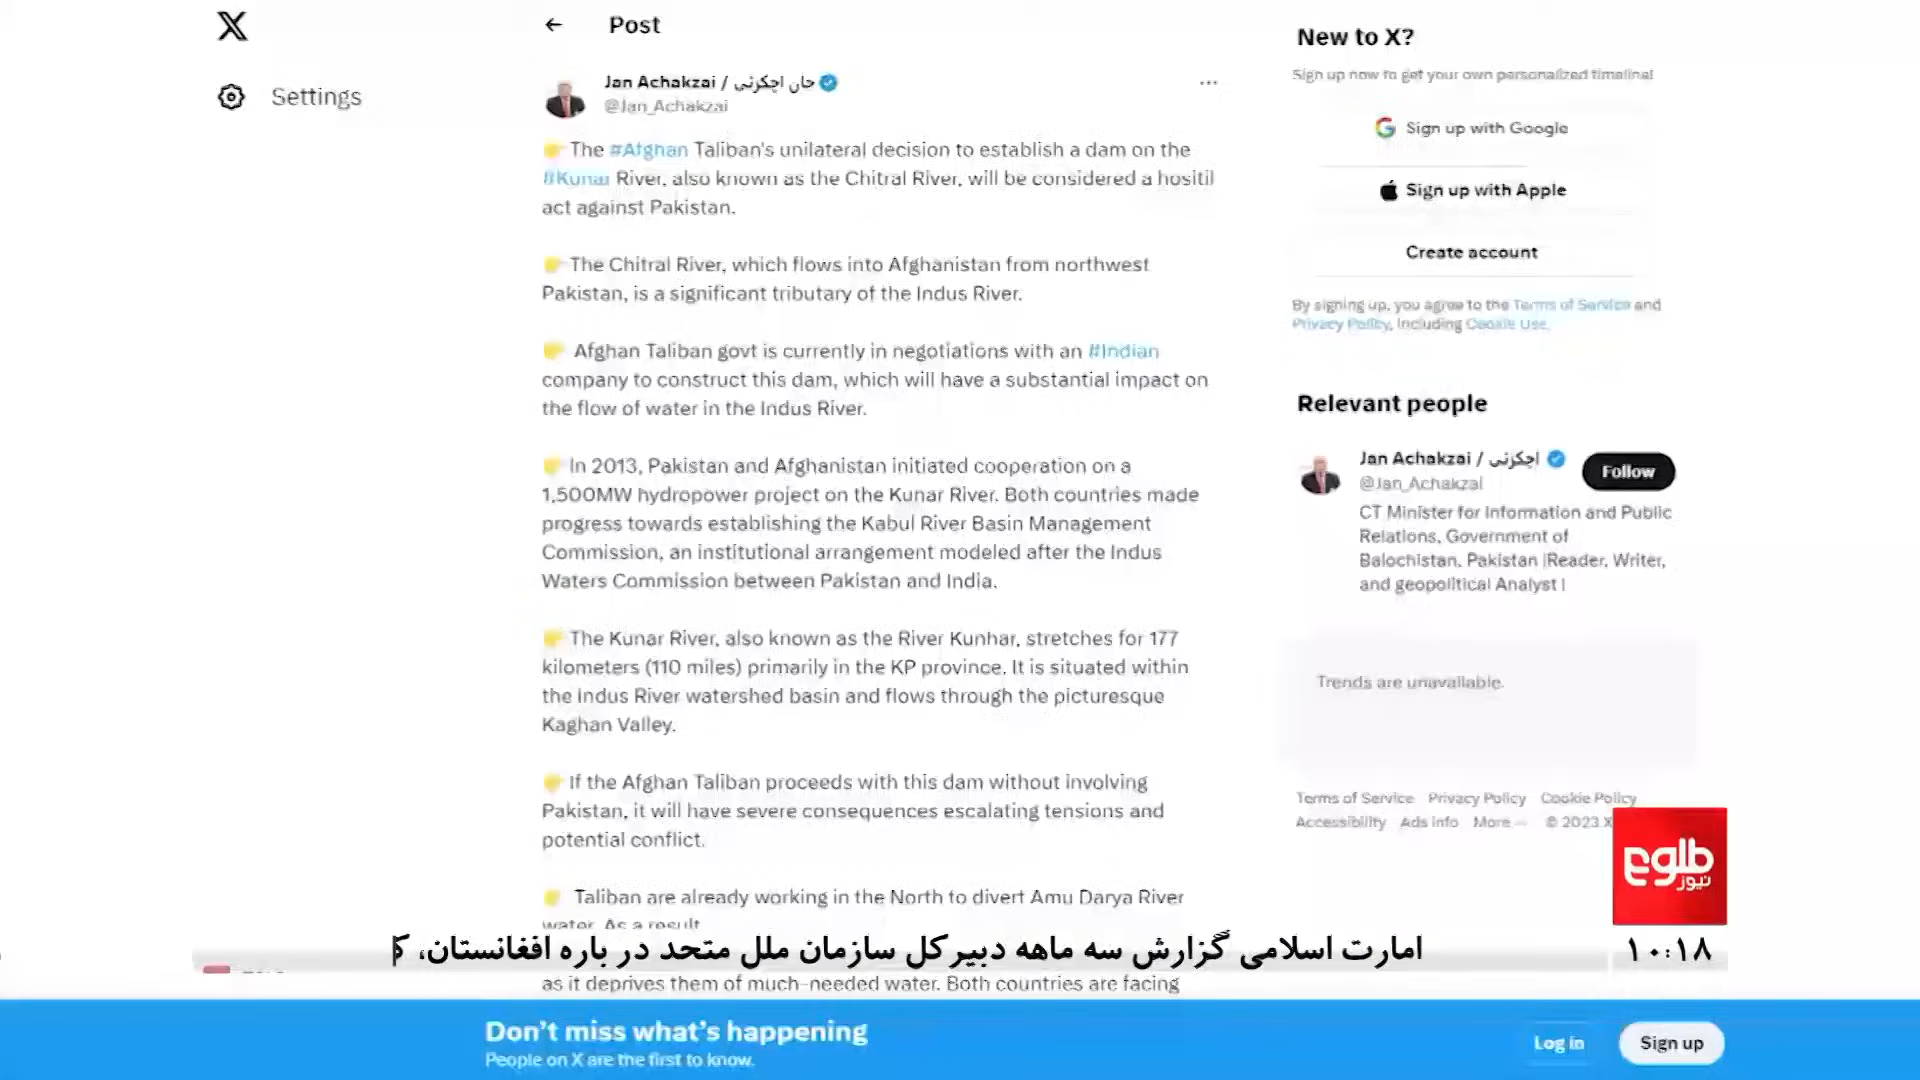 Post
Settings
Jan Achakzai / جان اچکزئی
@Jan_Achakzai
The #Afghan Taliban's unilateral decision to establish a dam on the
#Kunar River, also known as the Chitral River, will be considered a hositil
act against Pakistan.
The Chitral River, which flows into Afghanistan from northwest
Pakistan, is a significant tributary of the Indus River.
Afghan Taliban govt is currently in negotiations with an #Indian
company to construct this dam, which will have a substantial impact on
the flow of water in the Indus River.
In 2013, Pakistan and Afghanistan initiated cooperation on a
1,500MW hydropower project on the Kunar River. Both countries made
progress towards establishing the Kabul River Basin Management
Commission, an institutional arrangement modeled after the Indus
Waters Commission between Pakistan and India.
The Kunar River, also known as the River Kunhar, stretches for 177
kilometers (110 miles) primarily in the KP province. It is situated within
the Indus River watershed basin and flows through the picturesque
Kaghan Valley.
If the Afghan Taliban proceeds with this dam without involving
Pakistan, it will have severe consequences escalating tensions and
potential conflict.
Taliban are already working in the North to divert Amu Darya River
water. As a result
as it deprives them of much-needed water. Both countries are facing
New to X?
Sign up now to get your own personalized timeline!
Sign up with Google
Sign up with Apple
Create account
By signing up, you agree to the Terms of Service and
Privacy Policy, including Cookie Use.
Relevant people
Jan Achakzai / اچکزئی
@Jan_Achakzai
Follow
CT Minister for Information and Public
Relations, Government of
Balochistan, Pakistan |Reader, Writer,
and geopolitical Analyst |
Trends are unavailable.
Terms of Service Privacy Policy Cookie Policy
Accessibility Ads info More ··· © 2023 X
طلوع
نیوز
امارت اسلامی گزارش سه ماهه دبیرکل سازمان ملل متحد در باره افغانستان، ک
۱۰:۱۸
Don't miss what's happening
People on X are the first to know.
Log in
Sign up